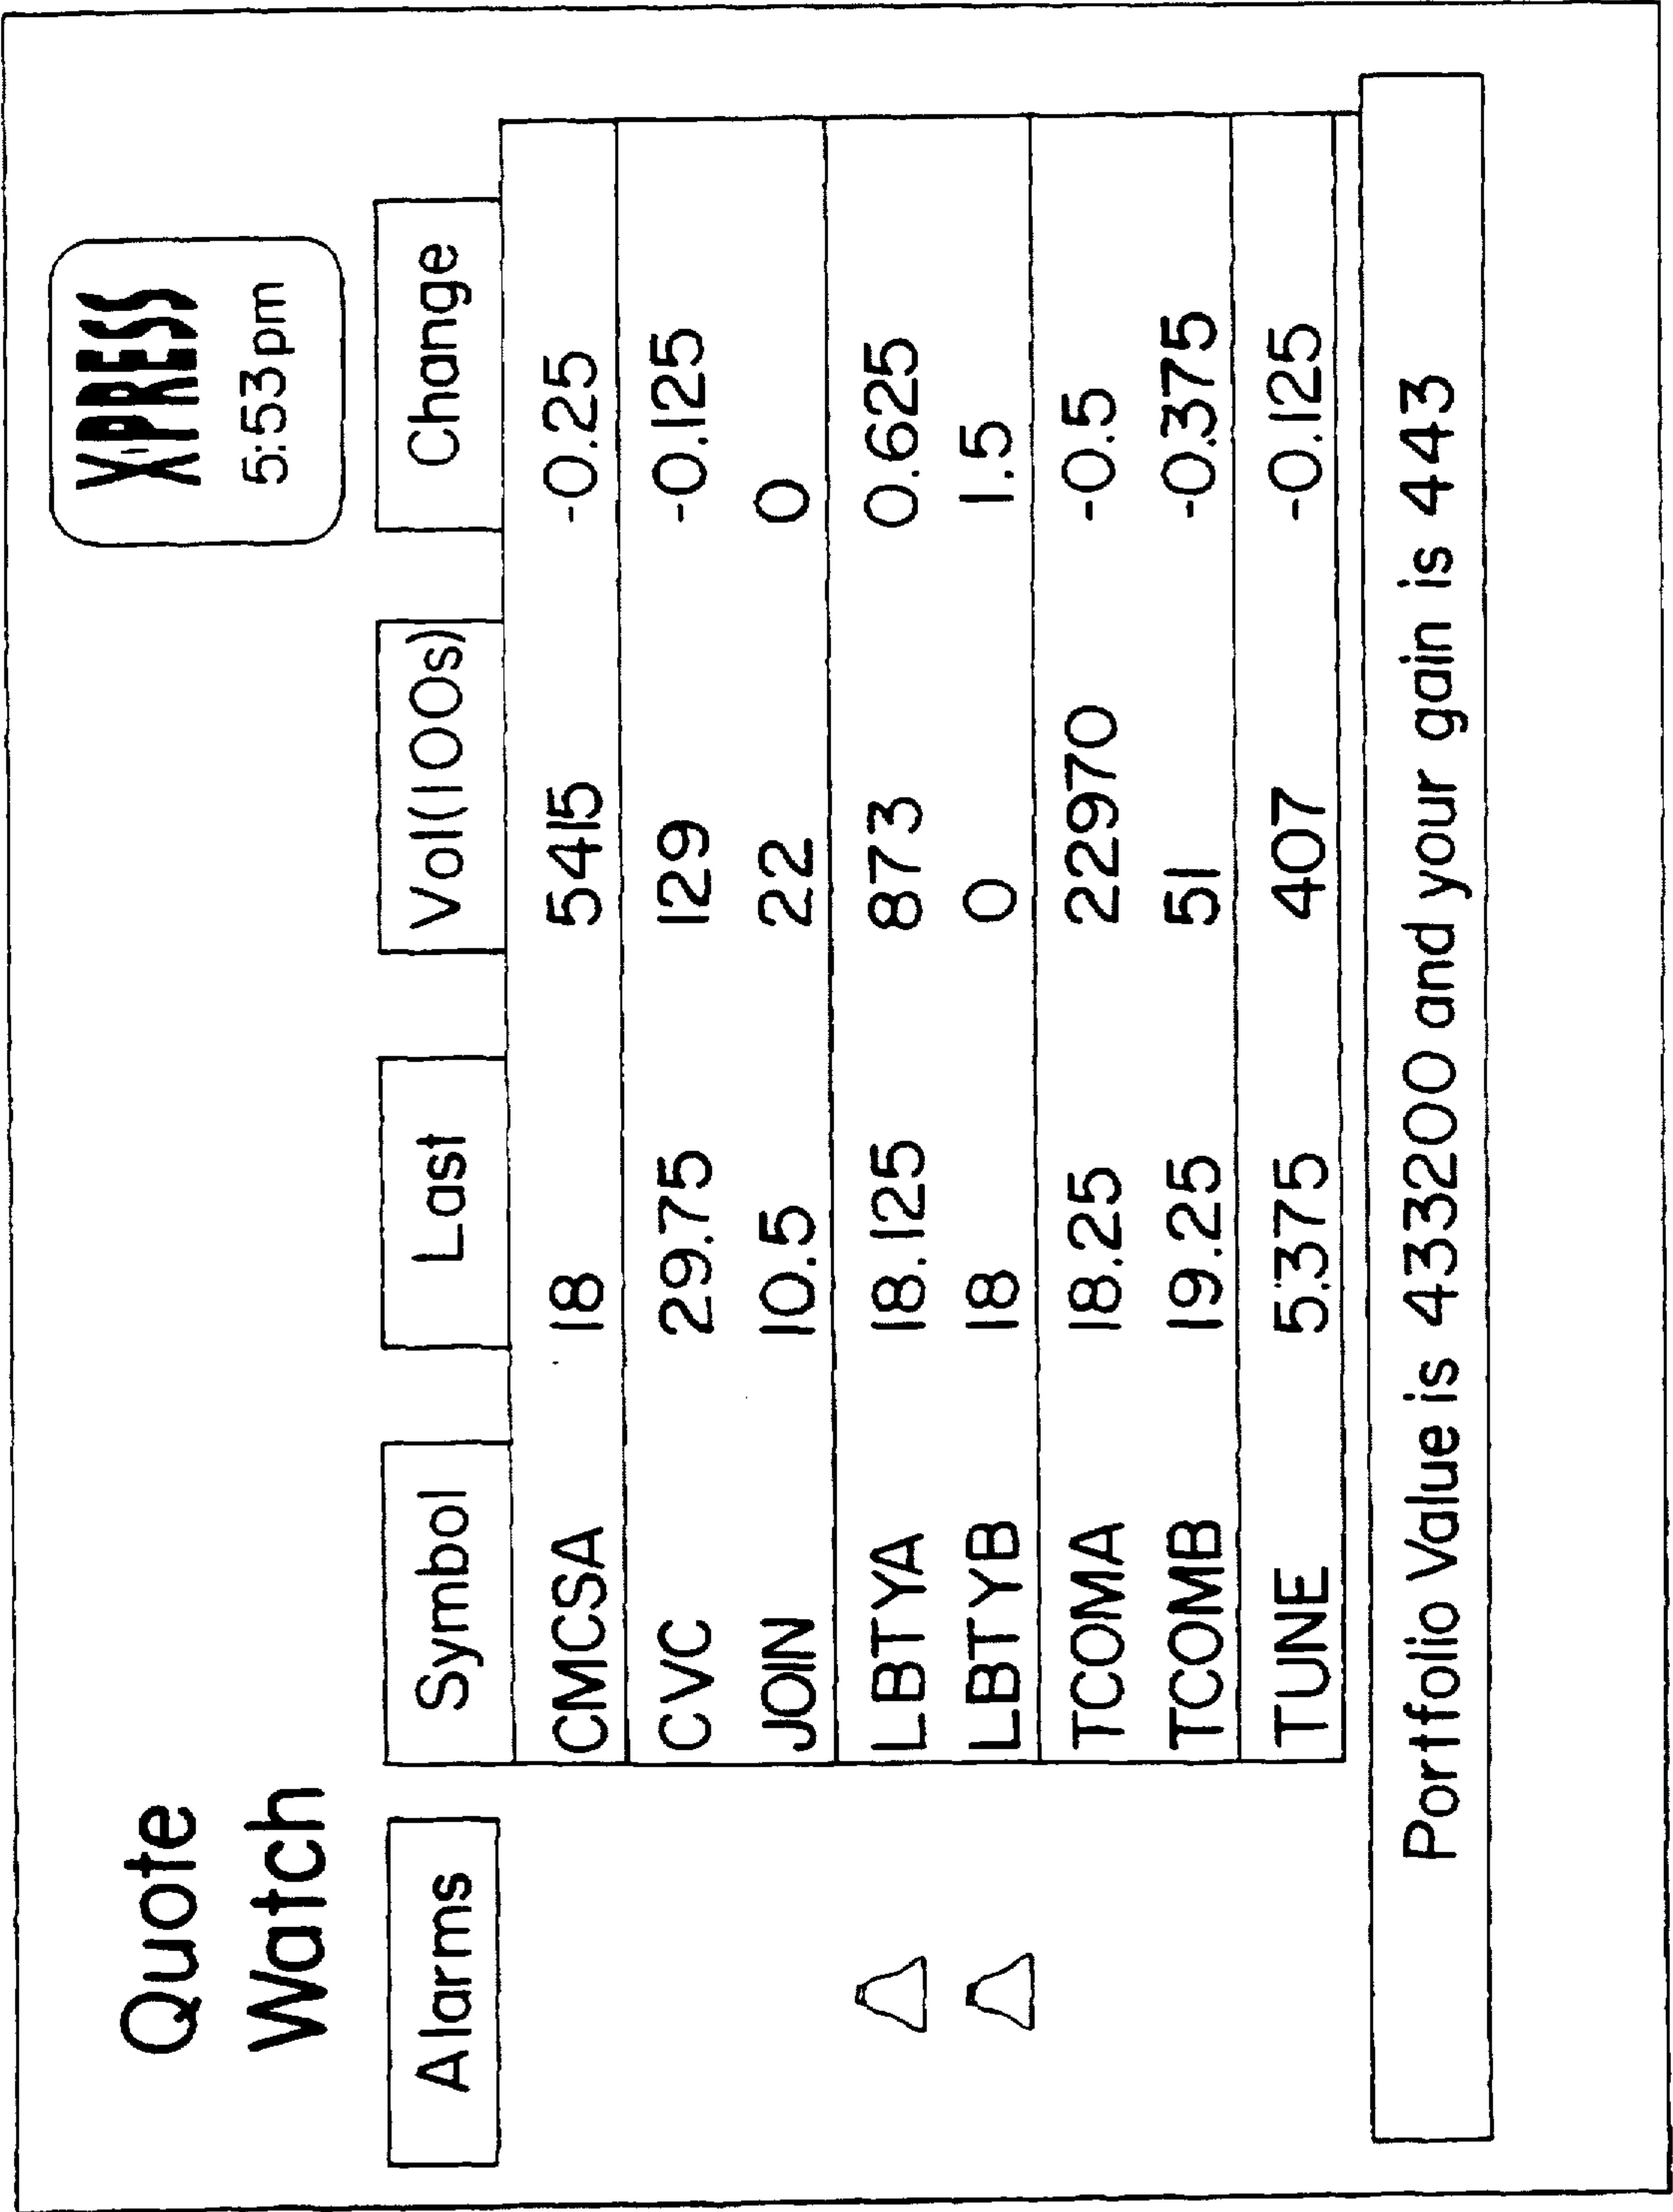 Quote
Watch
XPRESS
5:53pm
Alarms Symbol Last Vol(100s) Change
CMCSA 18 5415 -0.25
CVC 29.75 129 -0.125
JOIN 10.5 22 0
LBTYA 18.125 873 0.625
LBTYB 18 0 1.5
TCOMA 18.25 22970 -0.5
TCOMB 19.25 51 -0.375
TUNE 5.375 407 -0.125
Portfolio Value is 433200 and your gain is 443